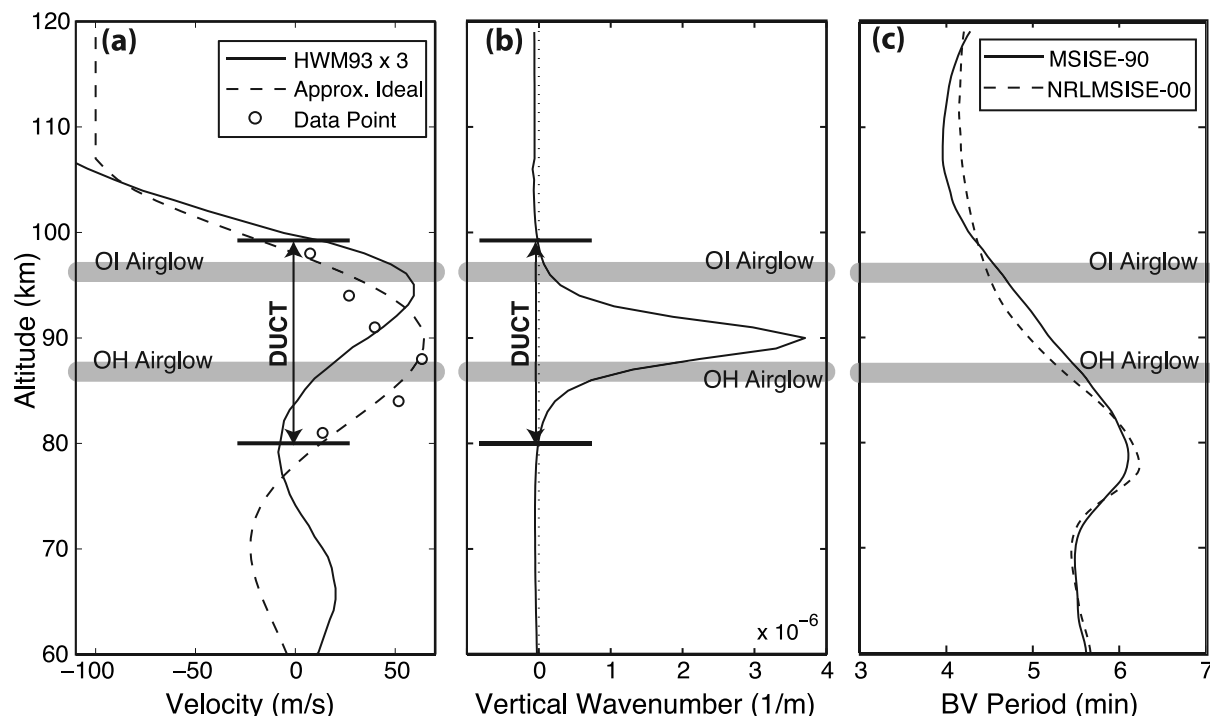 (a)
HWM93 x 3
Approx. Ideal
Data Point
OI Airglow
DUCT
OH Airglow
Altitude (km)
120
110
100
90
80
70
60
−100
−50
0
50
Velocity (m/s)
(b)
OI Airglow
DUCT
OH Airglow
x 10−6
0
1
2
3
4
Vertical Wavenumber (1/m)
(c)
MSISE-90
NRLMSISE-00
OI Airglow
OH Airglow
3
4
5
6
7
BV Period (min)